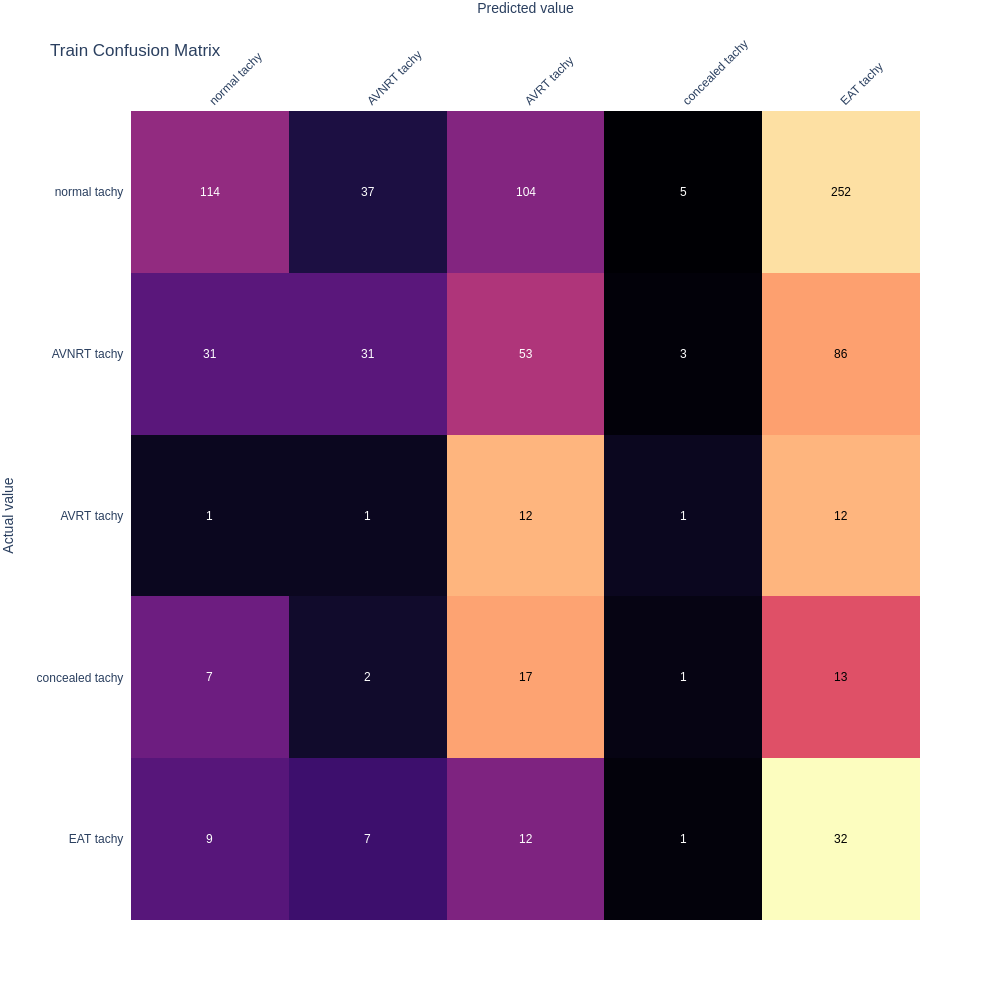 Predicted value
Train Confusion Matrix
normal tachy
AVNRT tachy
AVRT tachy
concealed tachy
EAT tachy
normal tachy 114 37 104 5 252
AVNRT tachy 31 31 53 3 86
Actual value
AVRT tachy 1 1 12 1 12
concealed tachy 7 2 17 1 13
EAT tachy 9 7 12 1 32